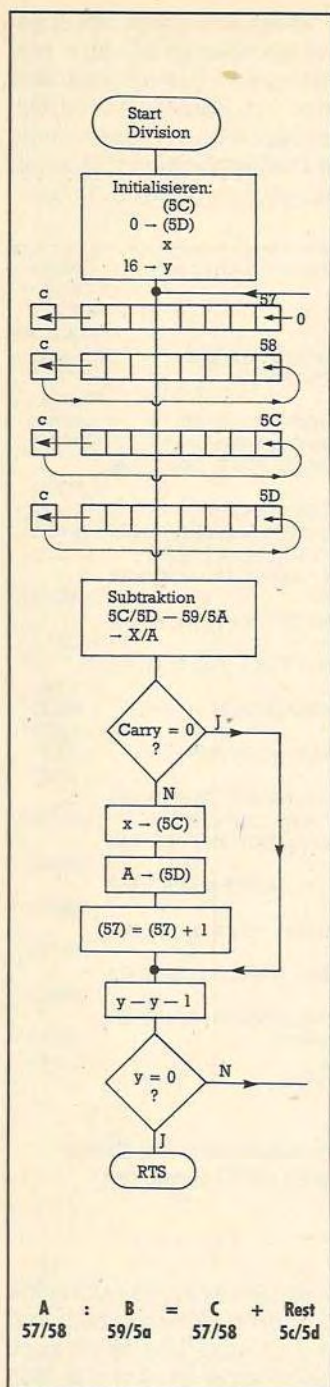 Start
Division
Initialisieren:
(5C)
0 → (5D)
x
16 → y
57
c
0
58
c
5C
c
5D
c
Subtraktion
5C/5D — 59/5A
→ X/A
Carry = 0
?
J
N
x → (5C)
A → (5D)
(57) = (57) + 1
y — y — 1
y = 0
?
N
J
RTS
A : B = C + Rest
57/58 59/5a 57/58 5c/5d